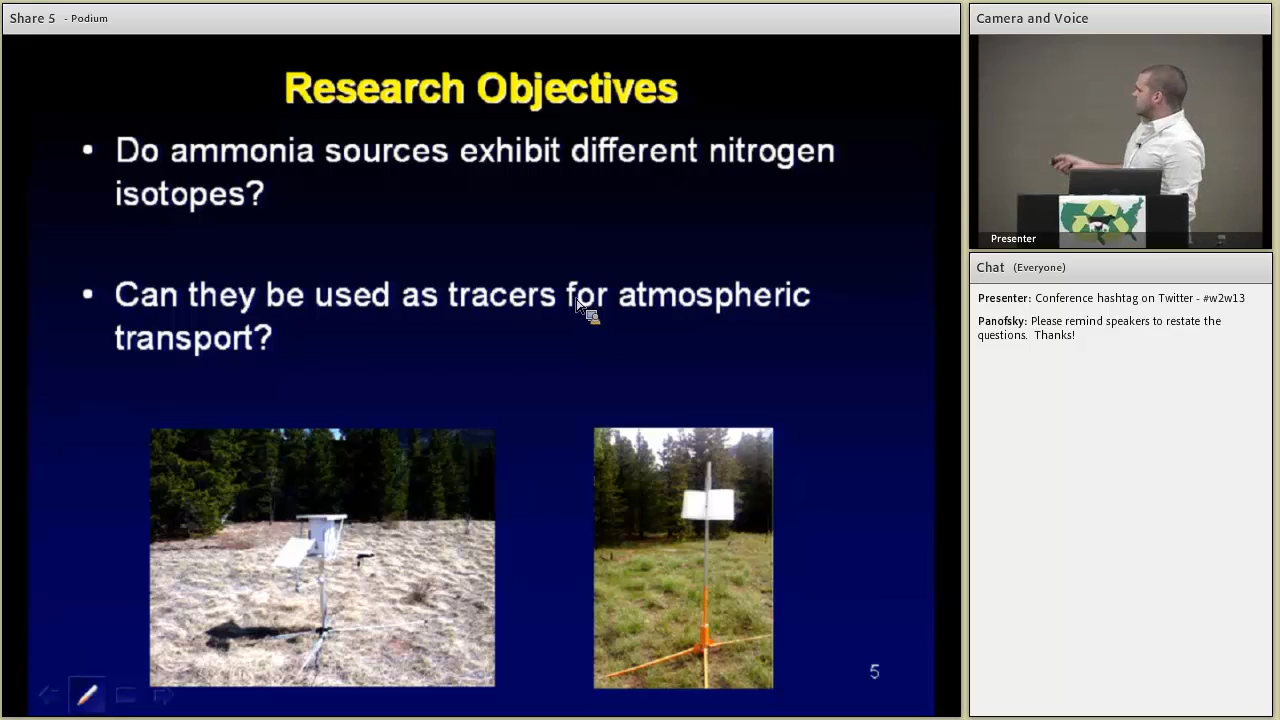 Share 5 - Podium
Research Objectives
• Do ammonia sources exhibit different nitrogen
isotopes?
• Can they be used as tracers for atmospheric
transport?
5
Camera and Voice
Presenter
Chat (Everyone)
Presenter: Conference hashtag on Twitter - #w2w13
Panofsky: Please remind speakers to restate the
questions. Thanks!